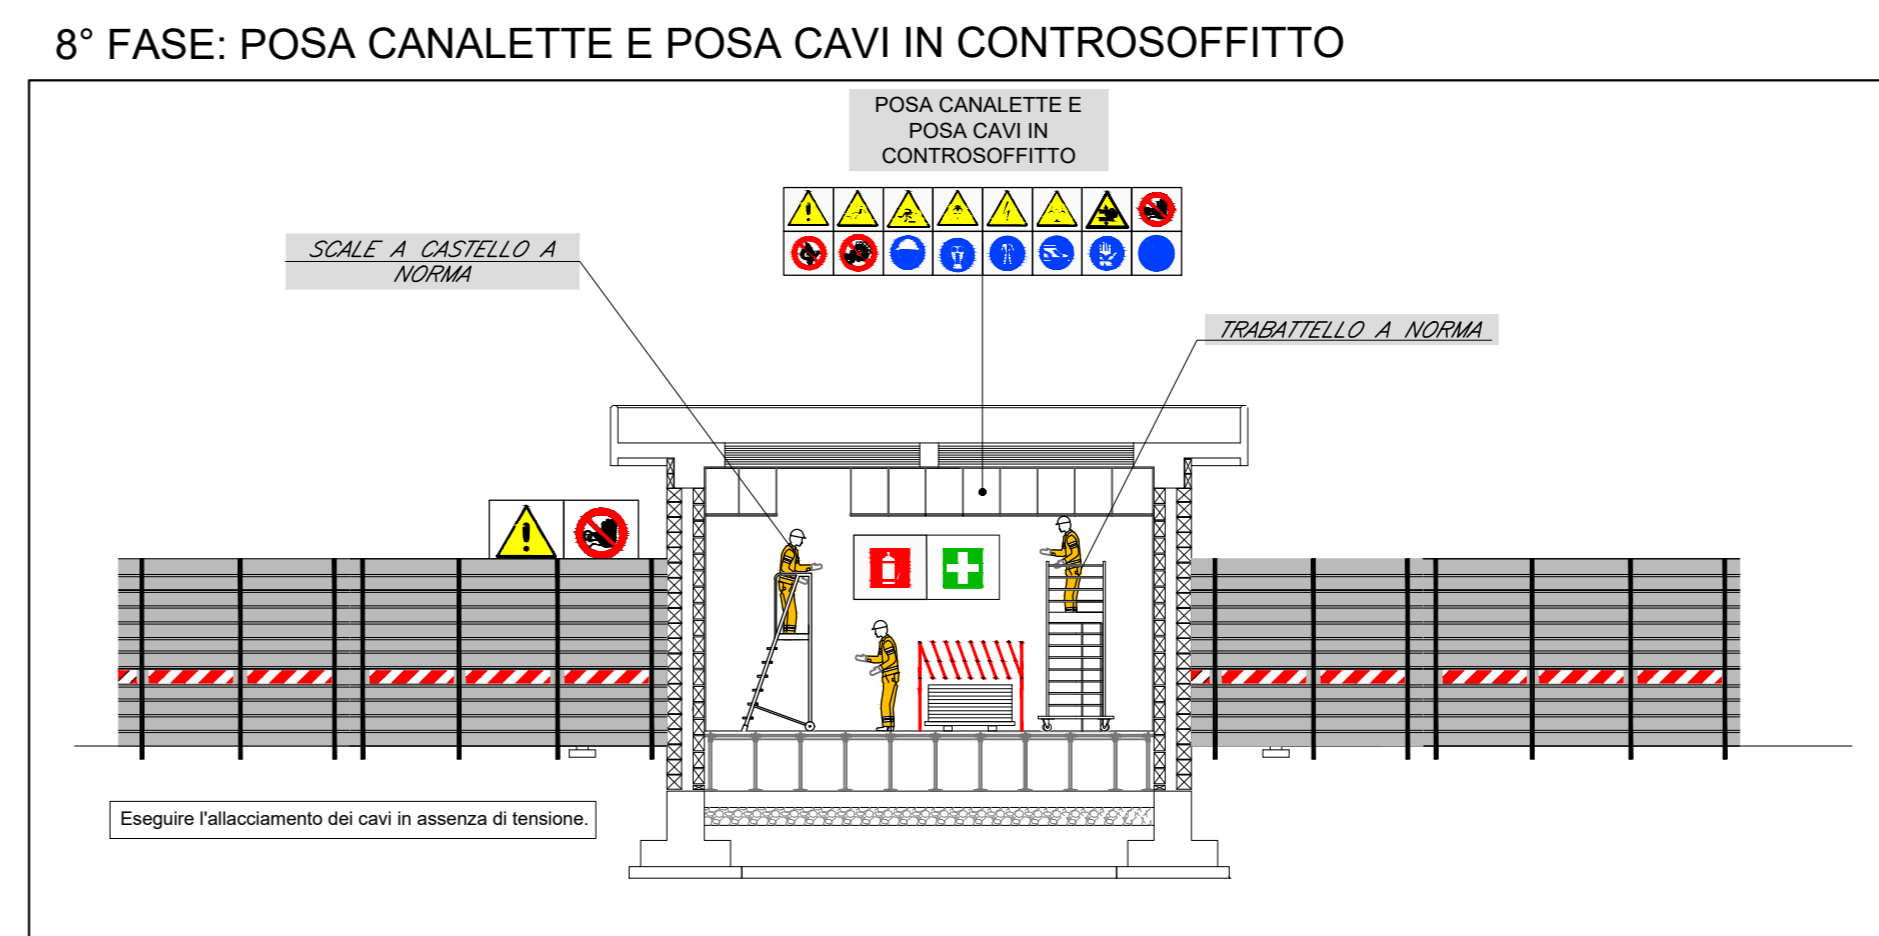 8° FASE: POSA CANALETTE E POSA CAVI IN CONTROSOFFITTO
POSA CANALETTE E
POSA CAVI IN
CONTROSOFFITTO
SCALE A CASTELLO A
NORMA
TRABATTELLO A NORMA
Eseguire l'allacciamento dei cavi in assenza di tensione.